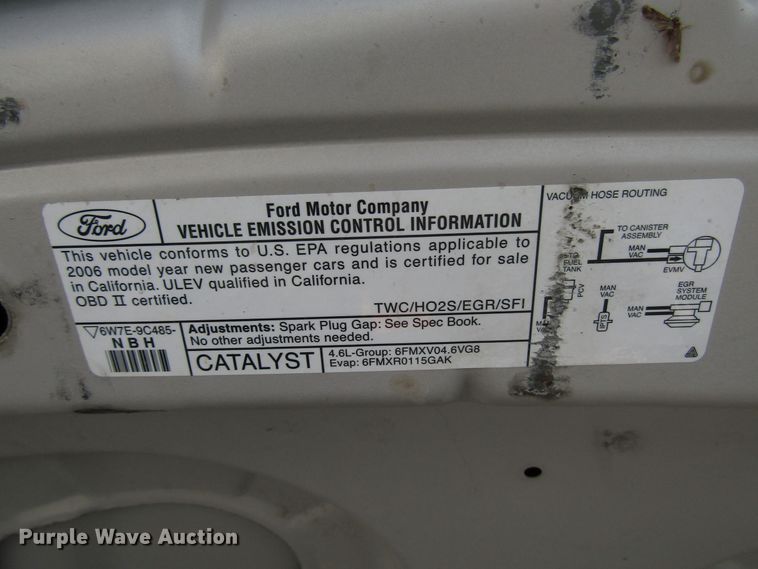 Ford
Ford Motor Company
VEHICLE EMISSION CONTROL INFORMATION
This vehicle conforms to U.S. EPA regulations applicable to
2006 model year new passenger cars and is certified for sale
in California. ULEV qualified in California.
OBD II certified.
TWC/HO2S/EGR/SFI
6W7E-9C485-
NBH
Adjustments: Spark Plug Gap: See Spec Book.
No other adjustments needed.
CATALYST
4.6L-Group: 6FMXV04.6VG8
Evap: 6FMXR0115GAK
VACUUM HOSE ROUTING
TO CANISTER
ASSEMBLY
MAN
VAC
EVMV
TO
FUEL
TANK
PCV
MAN
VAC
MAN
VAC
EGR
SYSTEM
MODULE
MAN
Purple Wave Auction